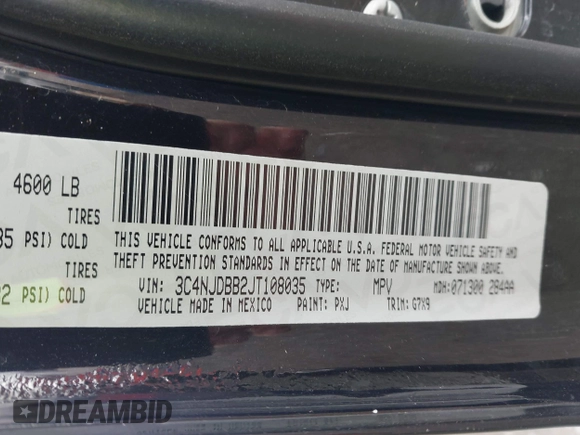 4600 LB
TIRES
35 PSI) COLD
TIRES
PSI) COLD
THIS VEHICLE CONFORMS TO ALL APPLICABLE U.S.A. FEDERAL MOTOR VEHICLE SAFETY AND
THEFT PREVENTION STANDARDS IN EFFECT ON THE DATE OF MANUFACTURE SHOWN ABOVE.
VIN: 3C4NJDBB2JT108035 TYPE: MPV MDH: 071300 284AA
VEHICLE MADE IN MEXICO PAINT: PXJ TRIM: G7X9
DREAMBID